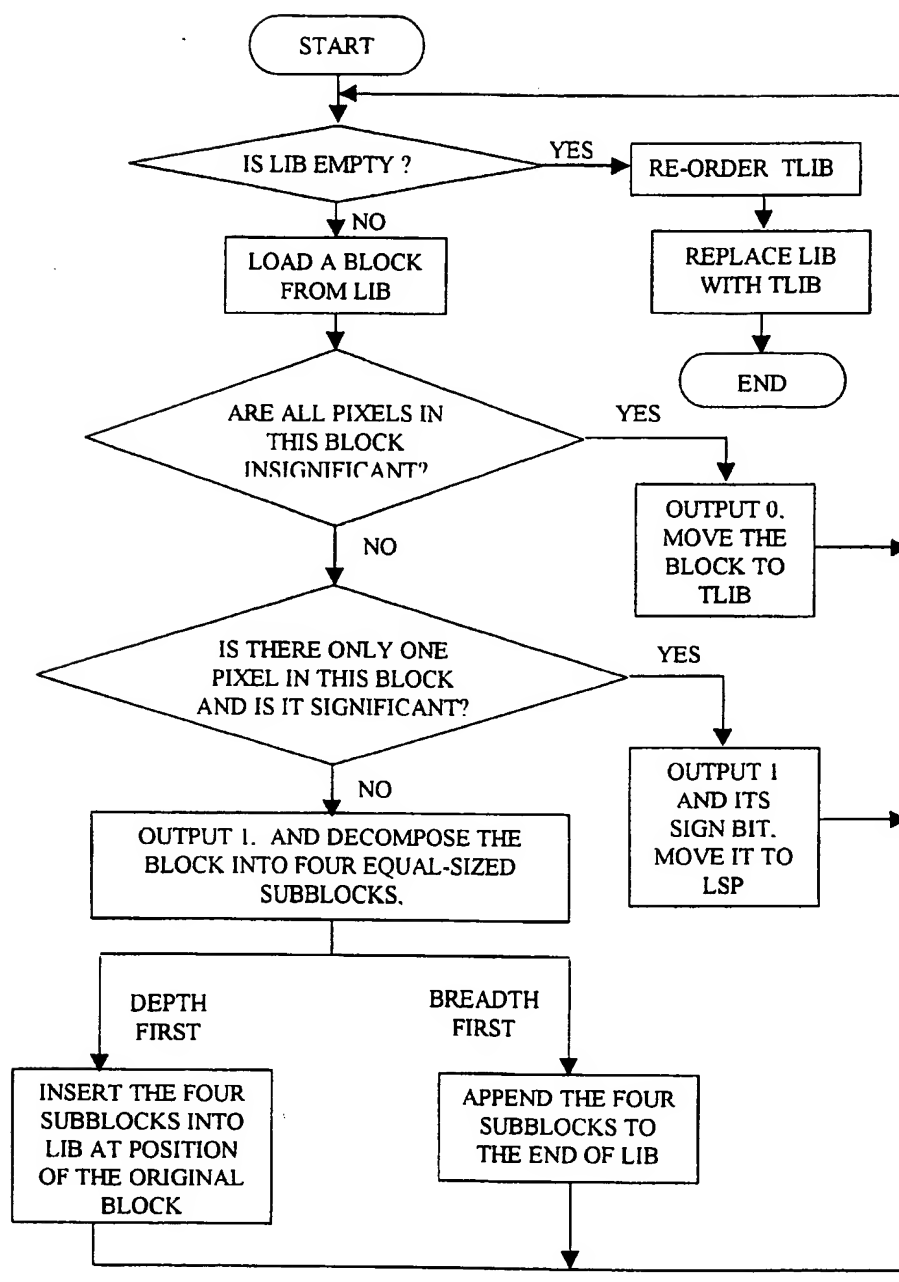 START
IS LIB EMPTY ?
YES
RE-ORDER TLIB
NO
LOAD A BLOCK
FROM LIB
REPLACE LIB
WITH TLIB
END
ARE ALL PIXELS IN
THIS BLOCK
INSIGNIFICANT?
YES
OUTPUT 0.
MOVE THE
BLOCK TO
TLIB
NO
IS THERE ONLY ONE
PIXEL IN THIS BLOCK
AND IS IT SIGNIFICANT?
YES
OUTPUT 1
AND ITS
SIGN BIT.
MOVE IT TO
LSP
NO
OUTPUT 1. AND DECOMPOSE THE
BLOCK INTO FOUR EQUAL-SIZED
SUBBLOCKS.
DEPTH
FIRST
BREADTH
FIRST
INSERT THE FOUR
SUBBLOCKS INTO
LIB AT POSITION
OF THE ORIGINAL
BLOCK
APPEND THE FOUR
SUBBLOCKS TO
THE END OF LIB